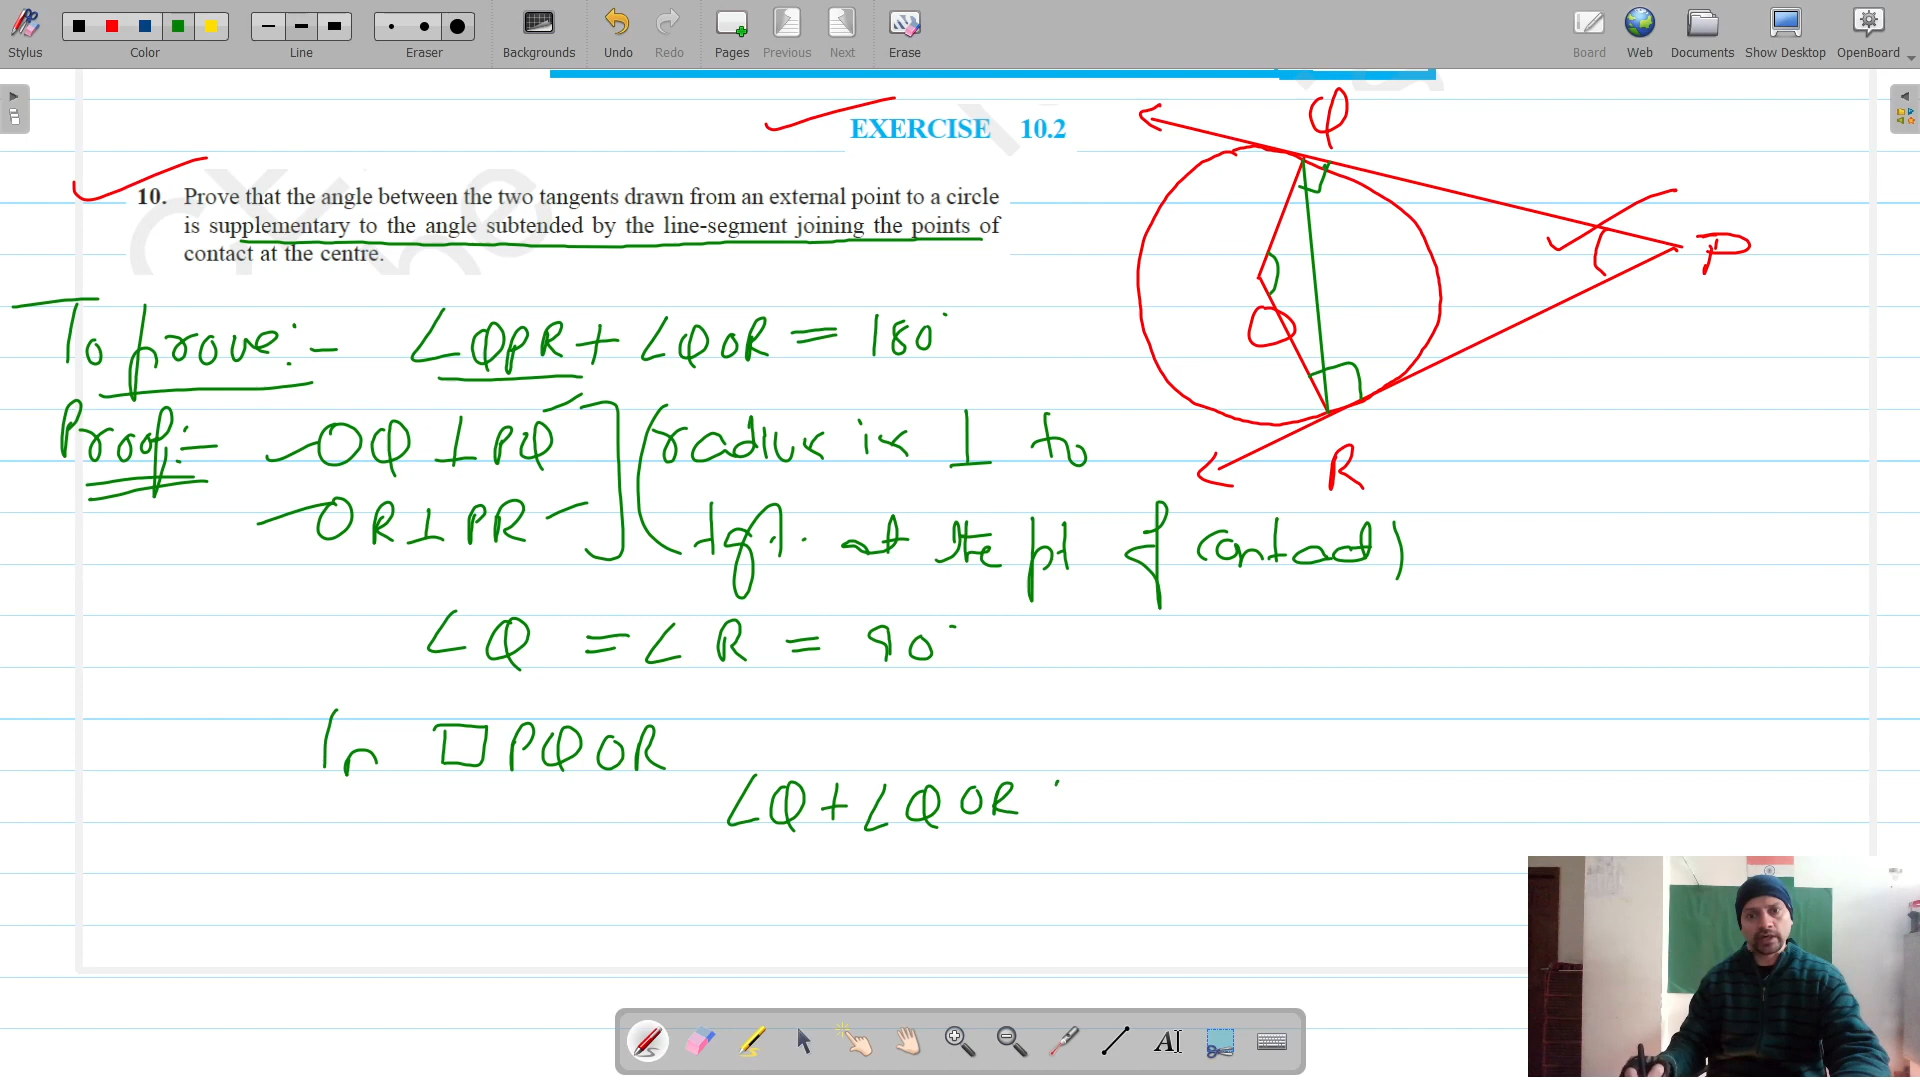 Stylus Color Line Eraser Backgrounds Undo Redo Pages Previous Next Erase Board Web Documents Show Desktop OpenBoard
EXERCISE 10.2
10. Prove that the angle between the two tangents drawn from an external point to a circle
is supplementary to the angle subtended by the line-segment joining the points of
contact at the centre.
Q
P
O
R
To prove:- ∠QPR + ∠QOR = 180°
Proof:- OQ ⊥ PQ (radius is ⊥ to
OR ⊥ PR tgt. at the pt of contact)
∠Q = ∠R = 90°
In □ PQOR
∠Q + ∠QOR